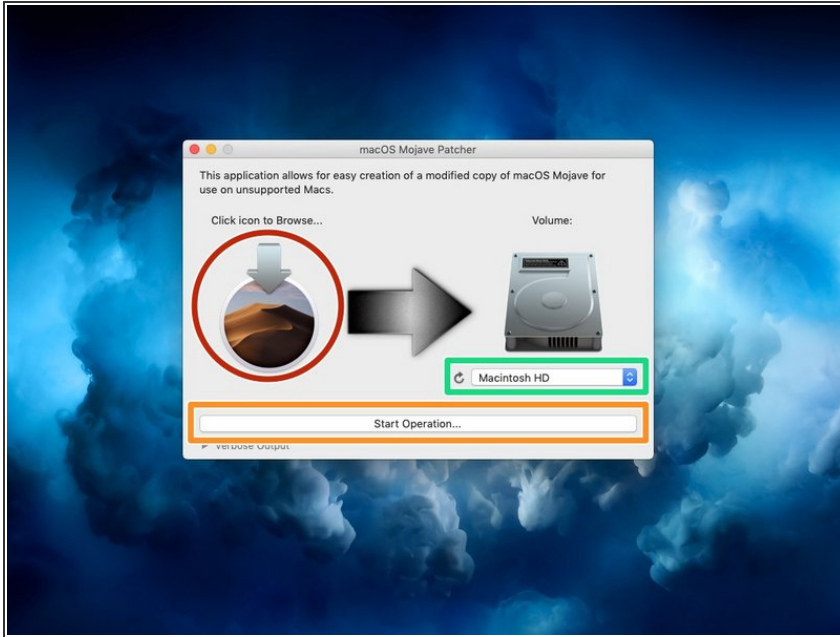 macOS Mojave Patcher
This application allows for easy creation of a modified copy of macOS Mojave for
use on unsupported Macs.
Click icon to Browse...
Volume:
Macintosh HD
Start Operation...
Verbose Output